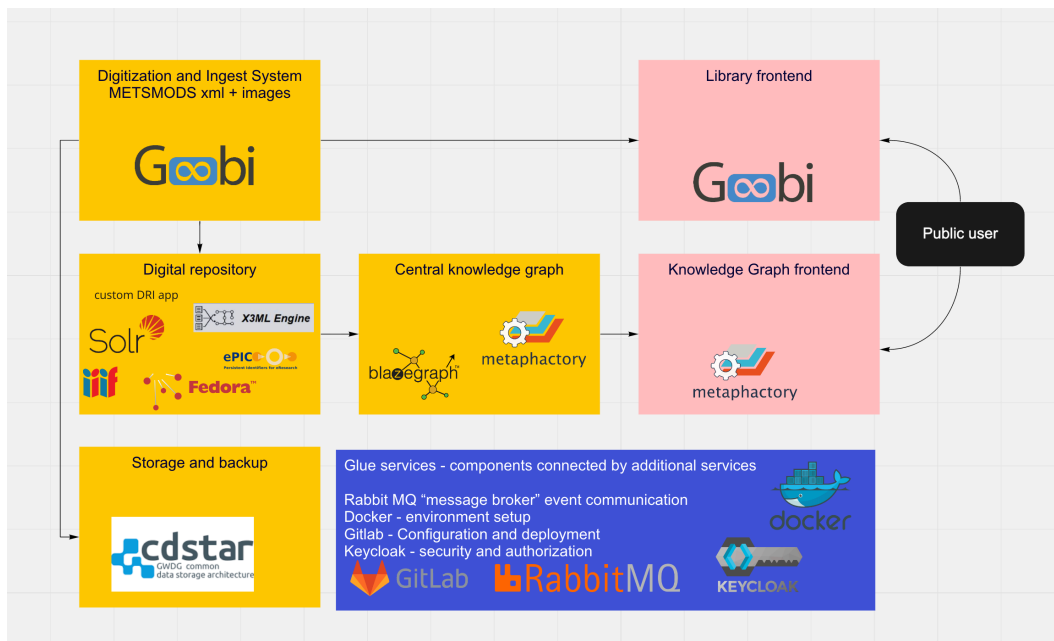 Digitization and Ingest System
METSMODS xml + images
Goobi
Library frontend
Goobi
Public user
Digital repository
custom DRI app
Solr
X3ML Engine
ePIC
Persistent Identifiers for eResearch
iiif
Fedora™
Central knowledge graph
blazegraph™
metaphactory
Knowledge Graph frontend
metaphactory
Storage and backup
cdstar
GWDG common
data storage architecture
Glue services - components connected by additional services
Rabbit MQ “message broker” event communication
Docker - environment setup
Gitlab - Configuration and deployment
Keycloak - security and authorization
docker
GitLab
RabbitMQ
KEYCLOAK